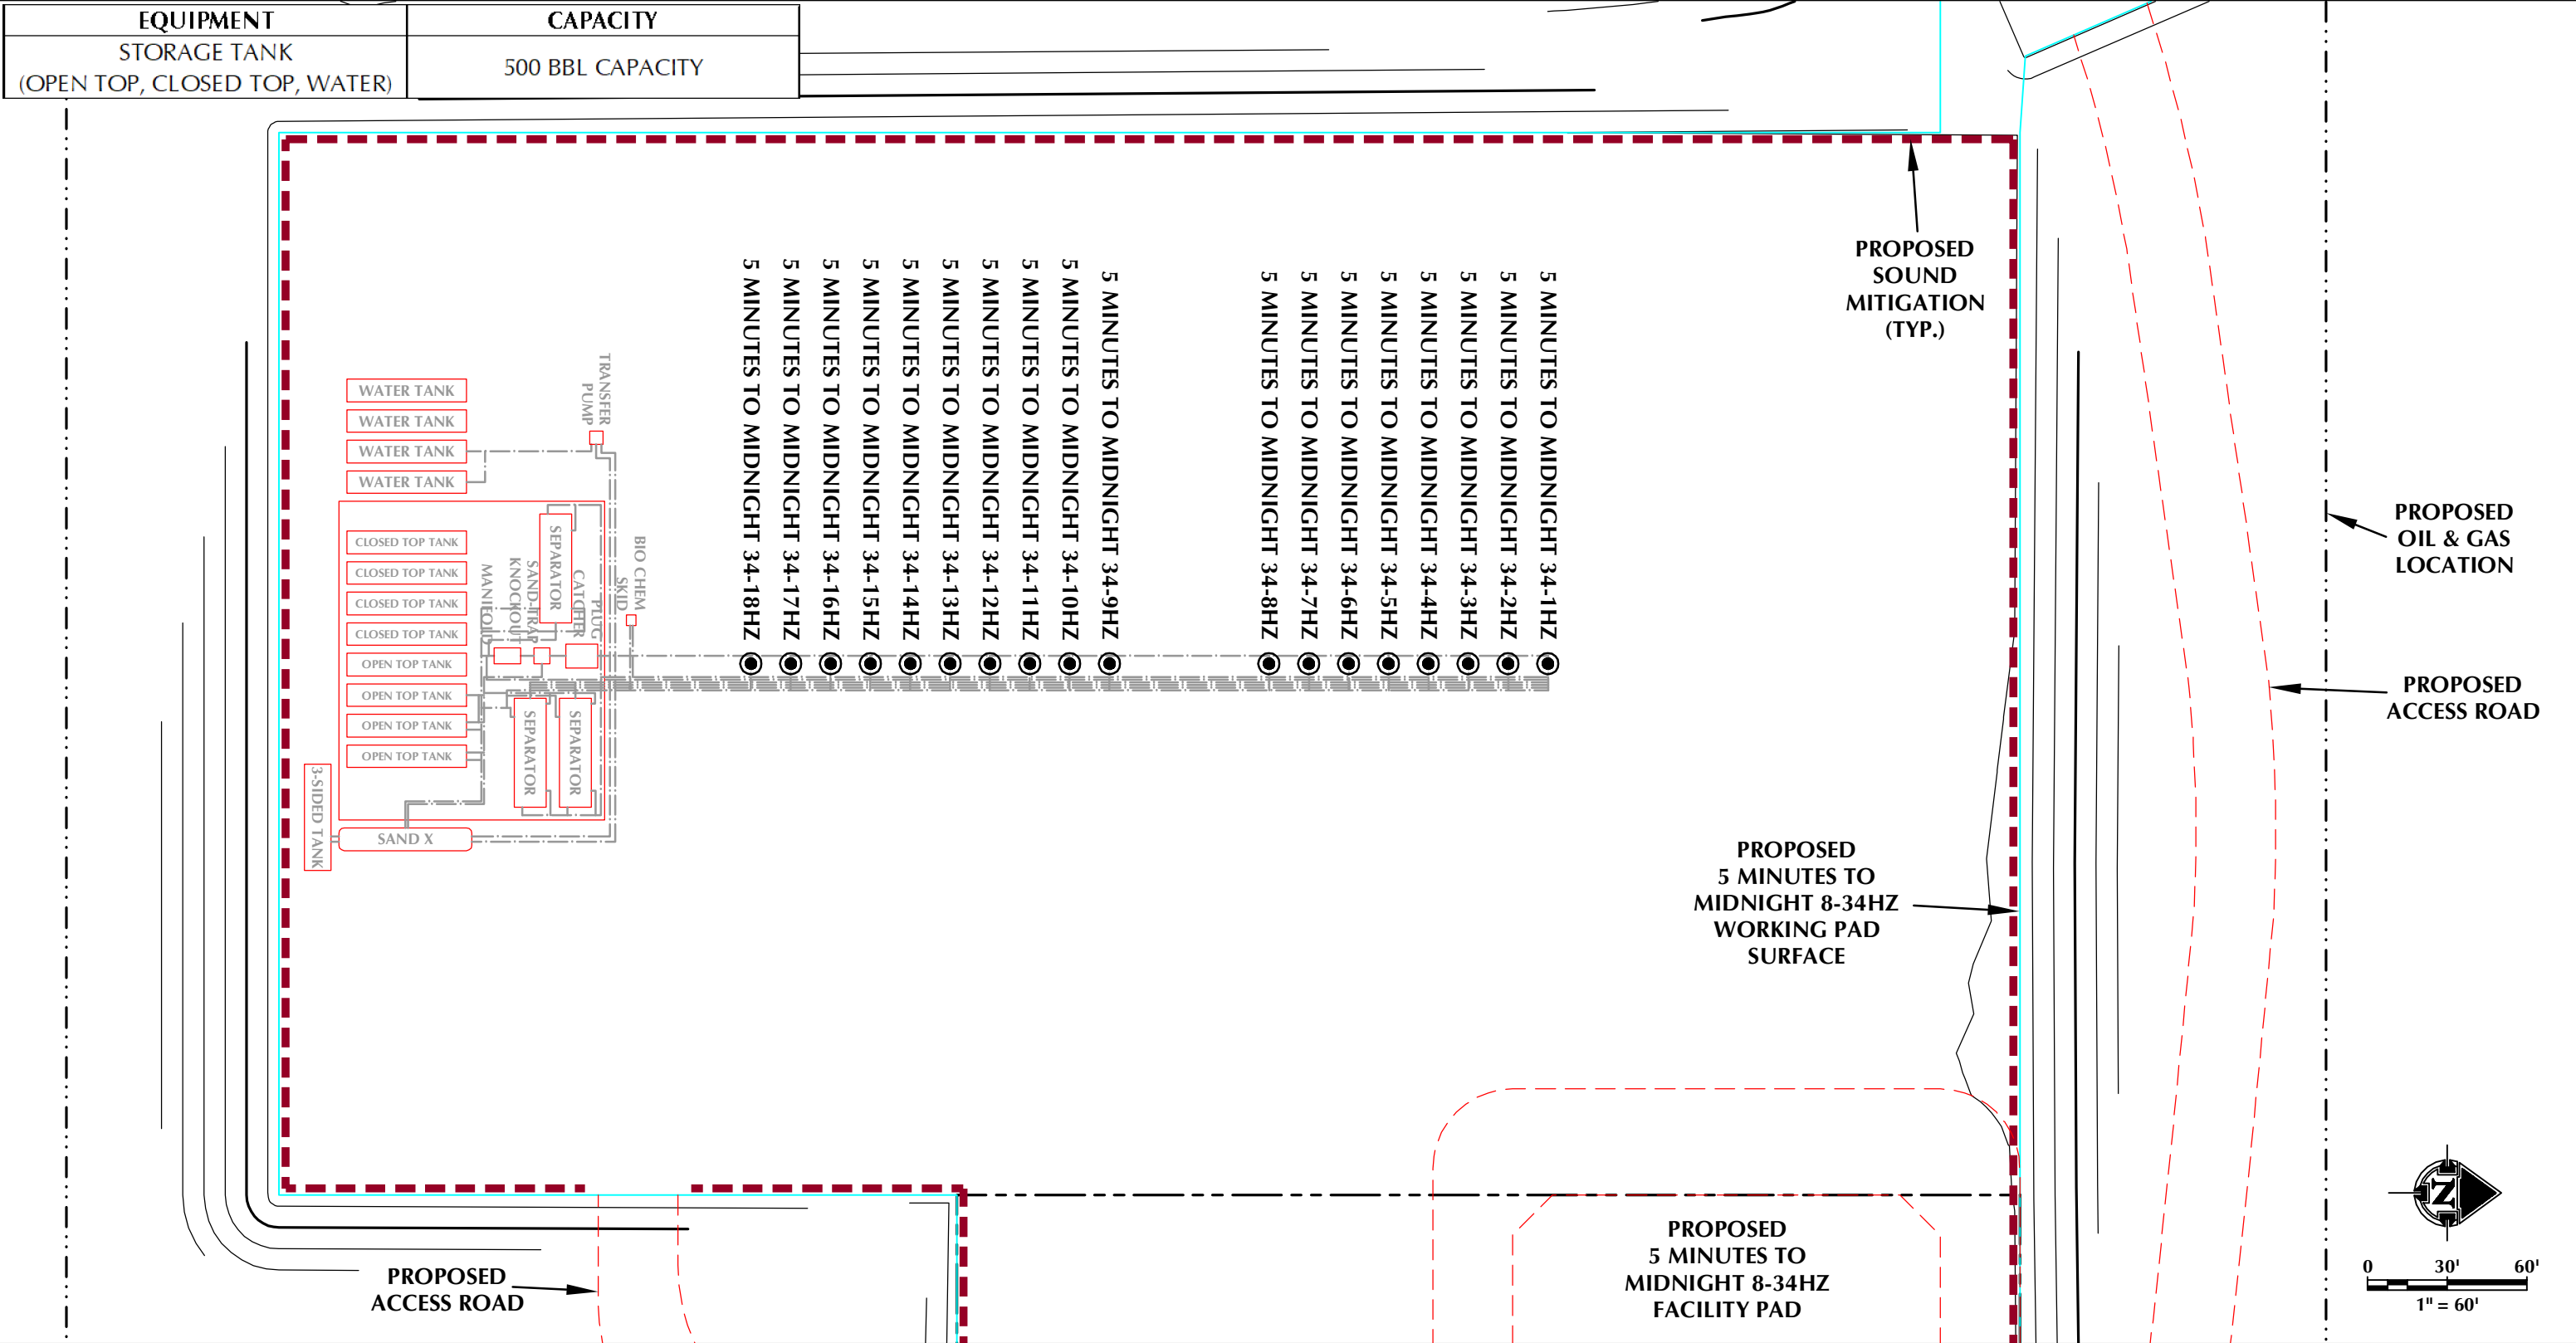 EQUIPMENT
CAPACITY
STORAGE TANK
(OPEN TOP, CLOSED TOP, WATER)
500 BBL CAPACITY
PROPOSED
SOUND
MITIGATION
(TYP.)
5 MINUTES TO MIDNIGHT 34-18HZ
5 MINUTES TO MIDNIGHT 34-17HZ
5 MINUTES TO MIDNIGHT 34-16HZ
5 MINUTES TO MIDNIGHT 34-15HZ
5 MINUTES TO MIDNIGHT 34-14HZ
5 MINUTES TO MIDNIGHT 34-13HZ
5 MINUTES TO MIDNIGHT 34-12HZ
5 MINUTES TO MIDNIGHT 34-11HZ
5 MINUTES TO MIDNIGHT 34-10HZ
5 MINUTES TO MIDNIGHT 34-9HZ
5 MINUTES TO MIDNIGHT 34-8HZ
5 MINUTES TO MIDNIGHT 34-7HZ
5 MINUTES TO MIDNIGHT 34-6HZ
5 MINUTES TO MIDNIGHT 34-5HZ
5 MINUTES TO MIDNIGHT 34-4HZ
5 MINUTES TO MIDNIGHT 34-3HZ
5 MINUTES TO MIDNIGHT 34-2HZ
5 MINUTES TO MIDNIGHT 34-1HZ
TRANSFER
PUMP
WATER TANK
WATER TANK
WATER TANK
WATER TANK
CLOSED TOP TANK
CLOSED TOP TANK
CLOSED TOP TANK
CLOSED TOP TANK
OPEN TOP TANK
OPEN TOP TANK
OPEN TOP TANK
OPEN TOP TANK
SEPARATOR
BIO CHEM
SKID
PLUG
CATCHER
SAND-TRAP
KNOCKOUT
MANIFOLD
SEPARATOR
SEPARATOR
3-SIDED TANK
SAND X
PROPOSED
OIL & GAS
LOCATION
PROPOSED
ACCESS ROAD
PROPOSED
5 MINUTES TO
MIDNIGHT 8-34HZ
WORKING PAD
SURFACE
PROPOSED
5 MINUTES TO
MIDNIGHT 8-34HZ
FACILITY PAD
PROPOSED
ACCESS ROAD
N
0 30' 60'
1" = 60'